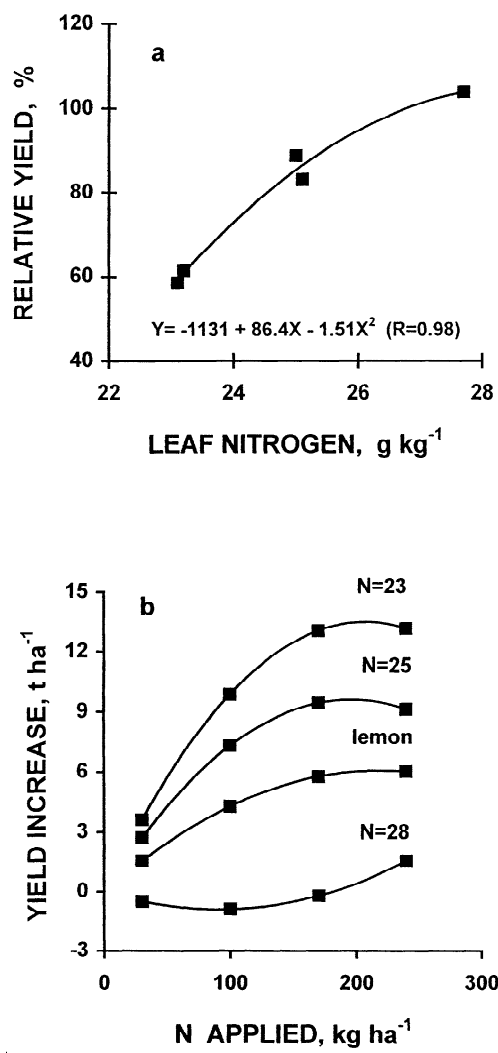 a
RELATIVE YIELD, %
120
100
80
60
40
Y= -1131 + 86.4X - 1.51X² (R=0.98)
22 24 26 28
LEAF NITROGEN, g kg⁻¹
b
YIELD INCREASE, t ha⁻¹
15
12
9
6
3
0
-3
N=23
N=25
lemon
N=28
0 100 200 300
N APPLIED, kg ha⁻¹